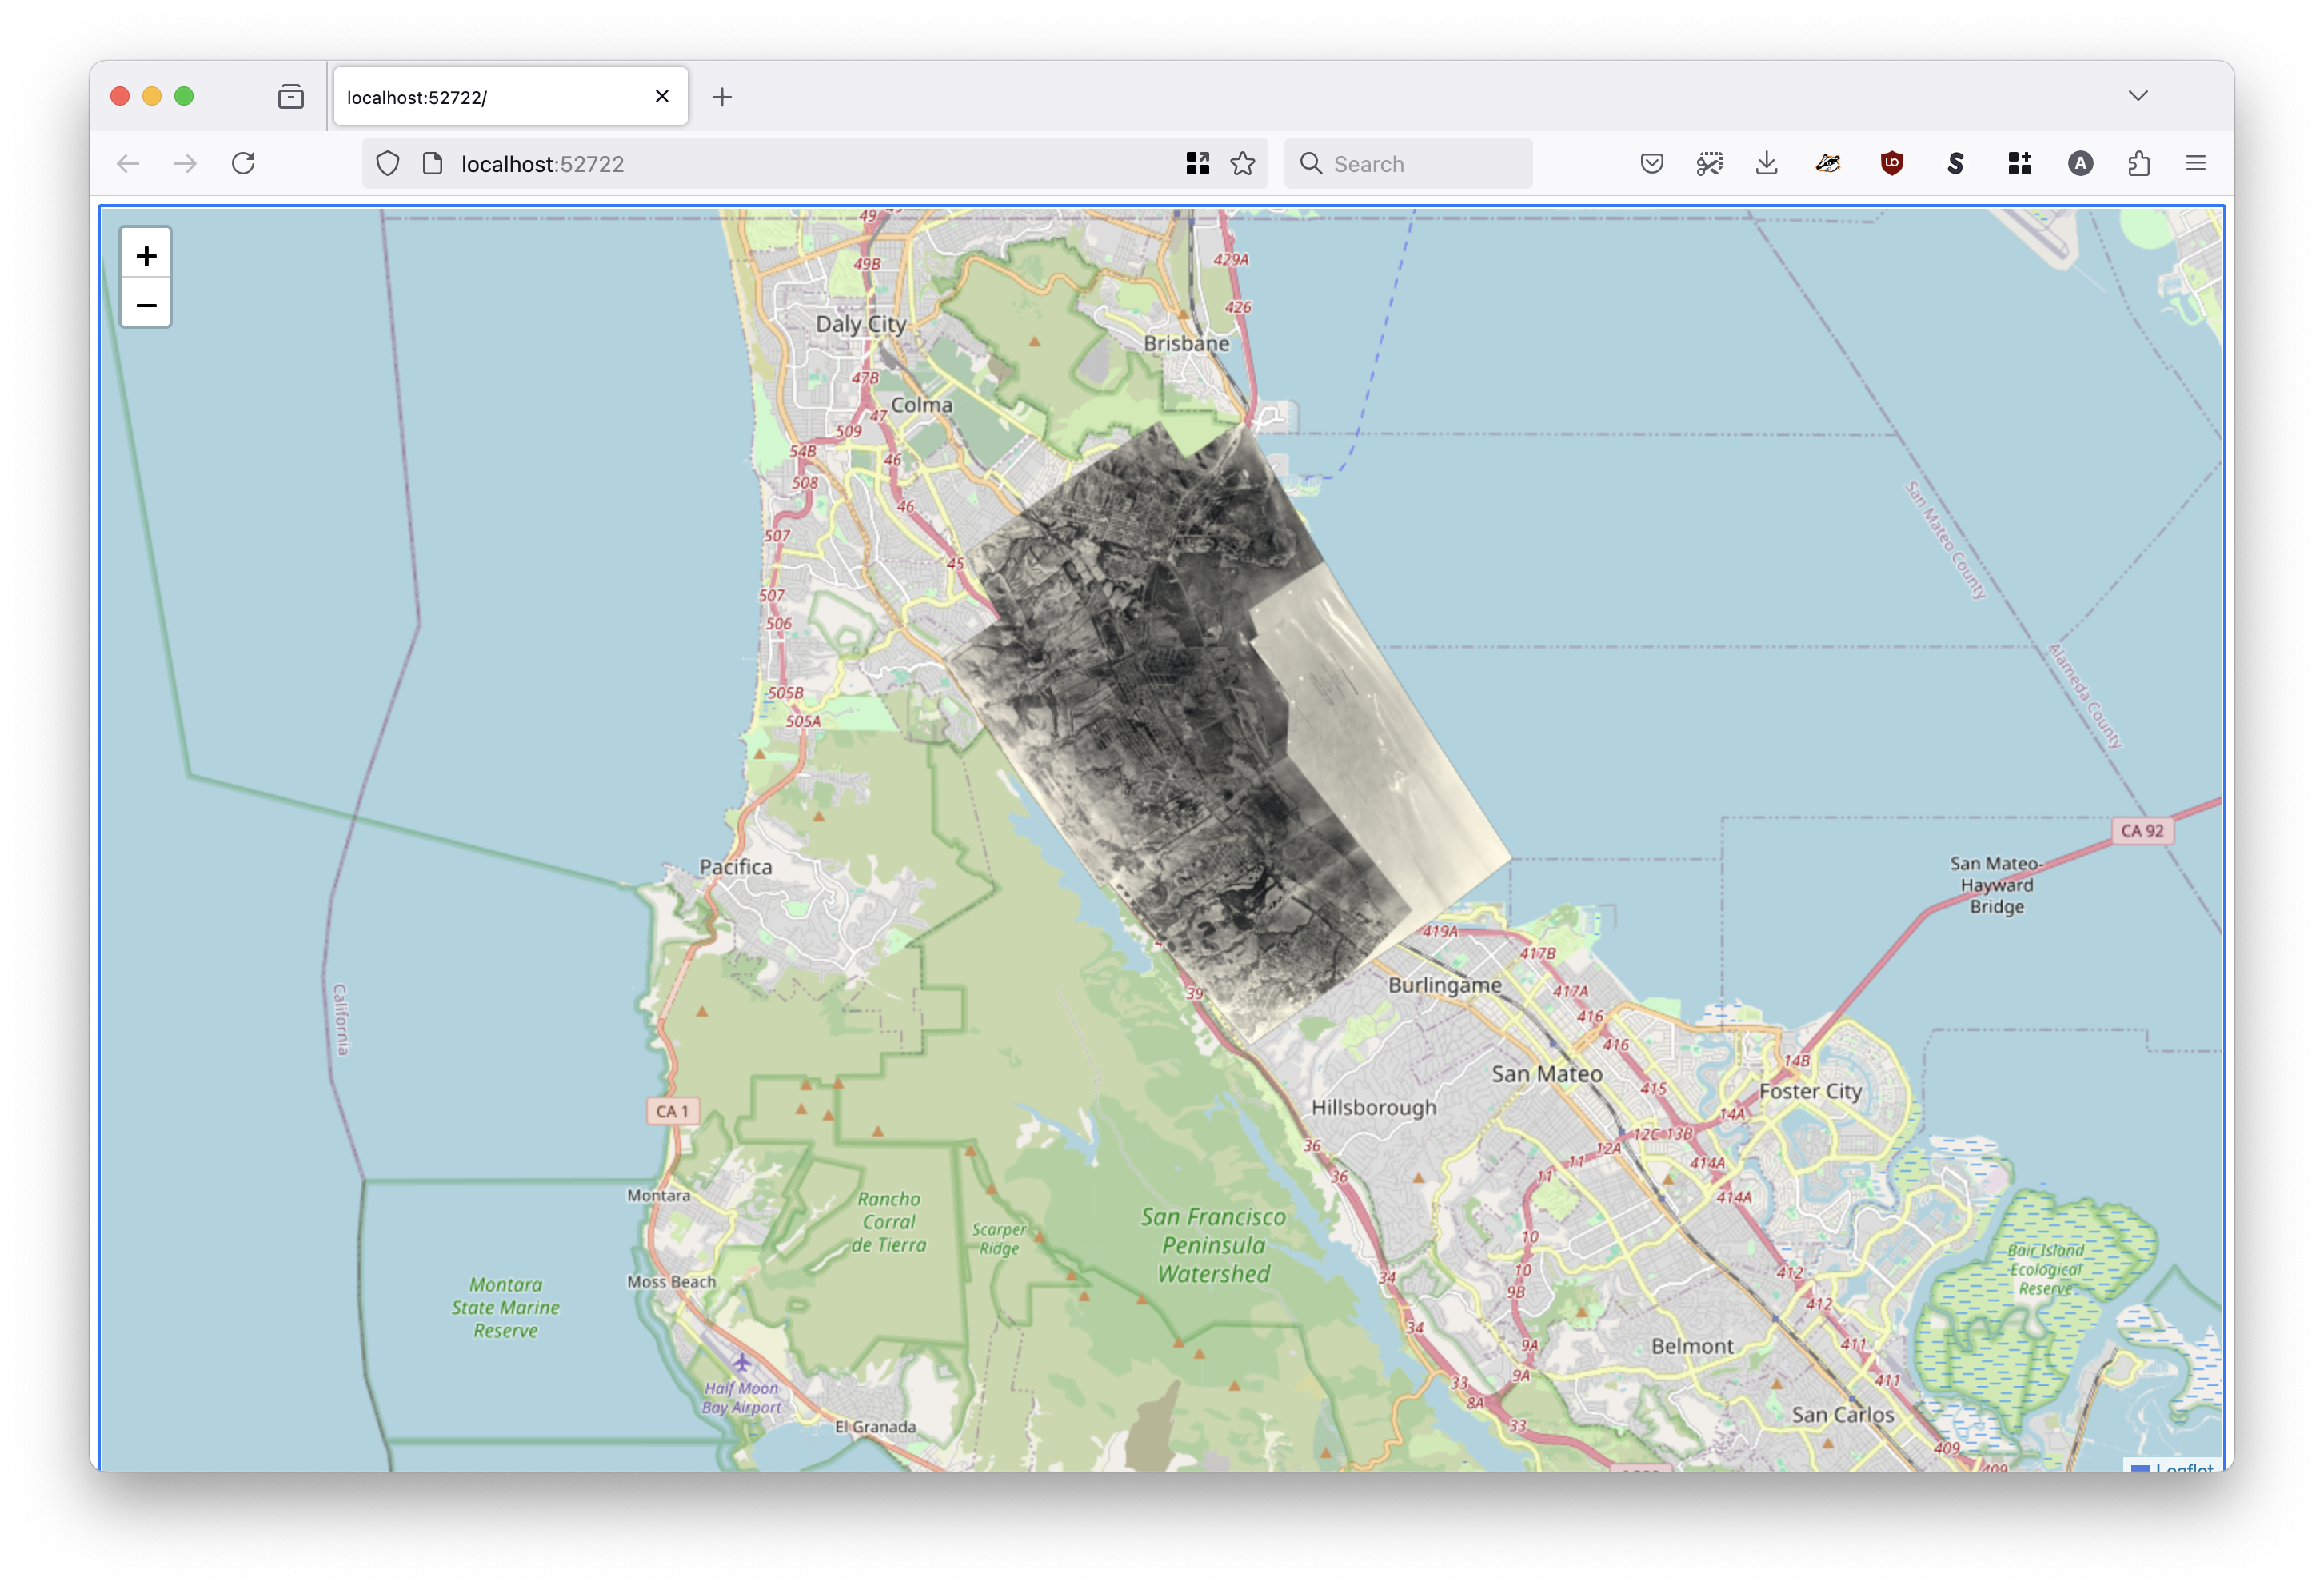 localhost:52722/
localhost:52722
Search
+
−
49
49B
429A
426
Daly City
Brisbane
47B
Colma
47
509
54B
46
508
46
507
45
507
506
505B
505A
San Mateo County
Alameda County
CA 92
San Mateo-
Hayward
Bridge
Pacifica
419A
417B
39
Burlingame
417A
416
416
California
San Mateo
415
14B
Foster City
CA 1
Hillsborough
14A
12C
13B
36
12A
11
11
414A
36
414A
Montara
Rancho
Corral
de Tierra
Scarper
Ridge
San Francisco
Peninsula
Watershed
10
10
9B
34
412
412
Bair Island
Ecological
Reserve
Moss Beach
Montara
State Marine
Reserve
34
9A
9A
Belmont
411
411
33
8A
33
Half Moon
Bay Airport
El Granada
San Carlos
409
409
Leaflet